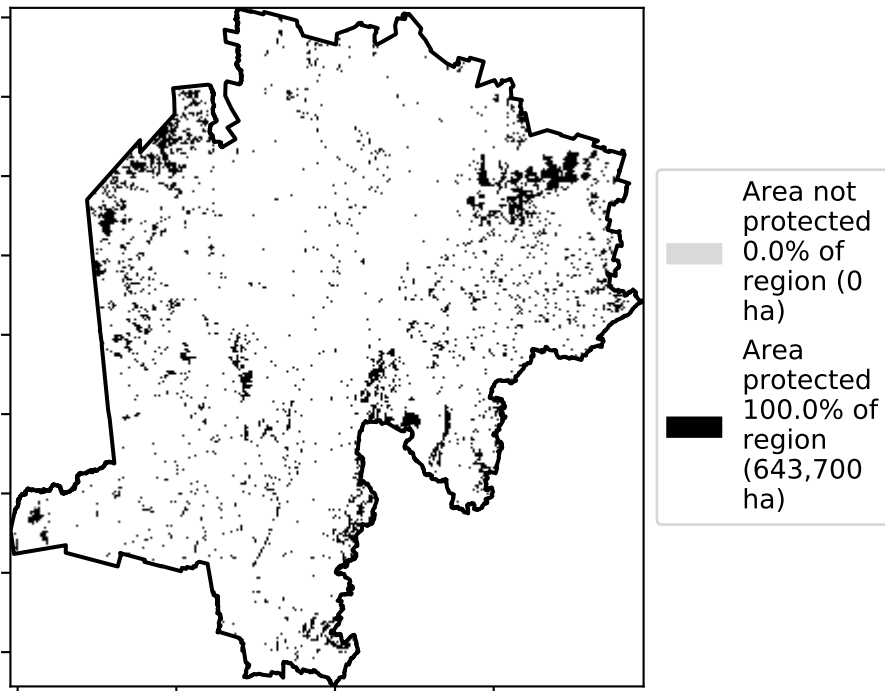 Area not
protected
0.0% of
region (0
ha)
Area
protected
100.0% of
region
(643,700
ha)